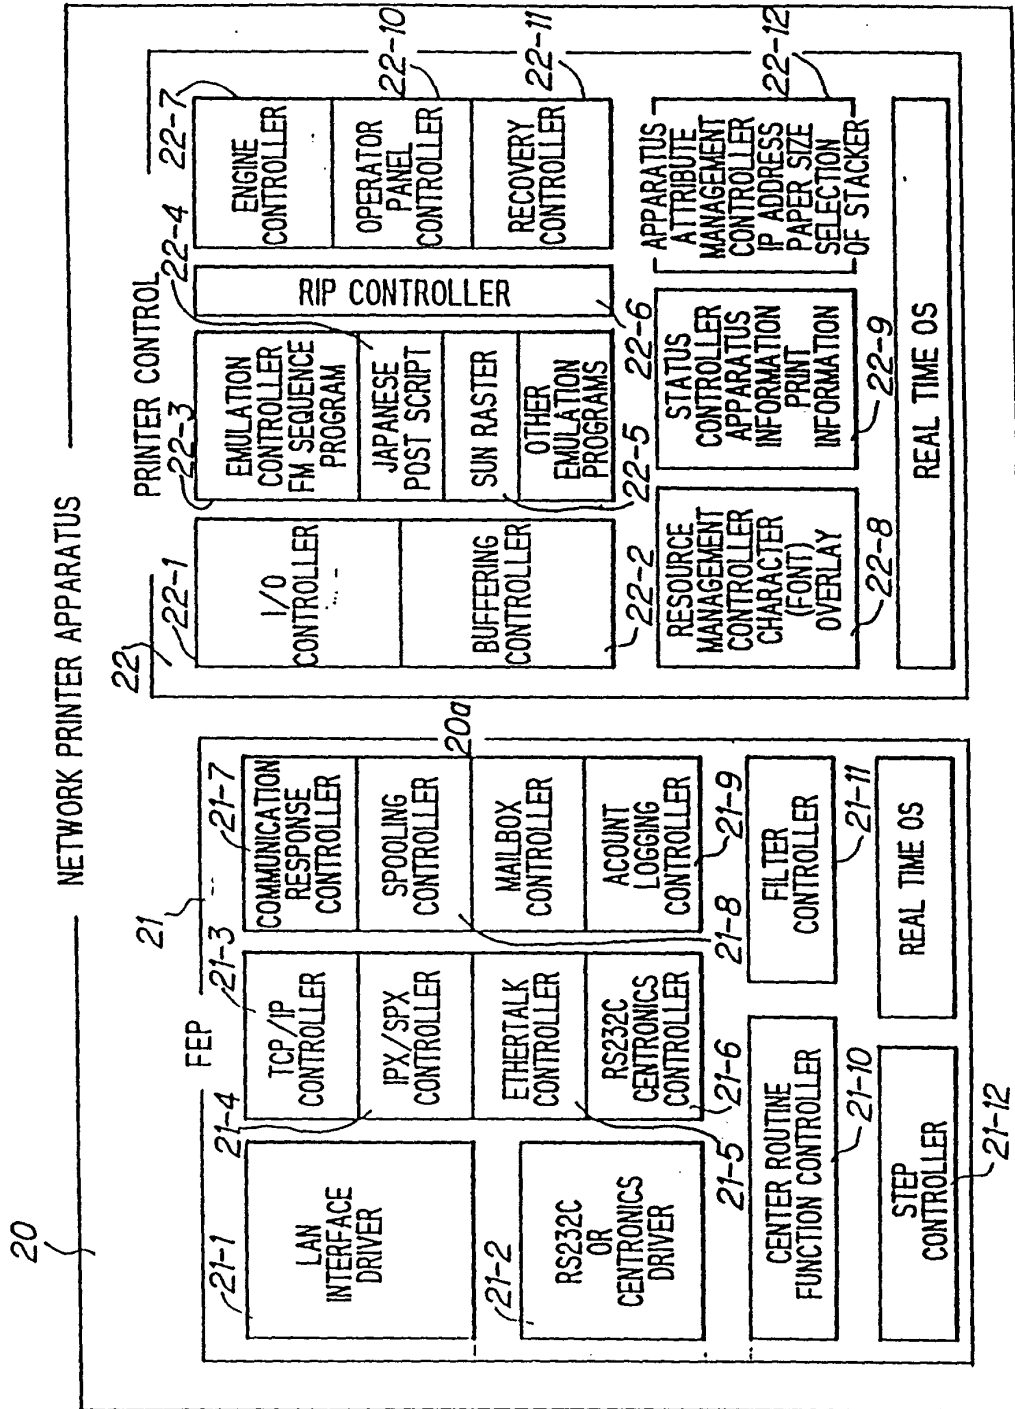 NETWORK PRINTER APPARATUS
20
FEP
21
21-1
LAN
INTERFACE
DRIVER
21-2
RS232C
OR
CENTRONICS
DRIVER
21-3
TCP/IP
CONTROLLER
21-4
IPX/SPX
CONTROLLER
ETHERTALK
CONTROLLER
21-5
RS232C
CENTRONICS
CONTROLLER
21-6
21-7
COMMUNICATION
RESPONSE
CONTROLLER
SPOOLING
CONTROLLER
20a
MAILBOX
CONTROLLER
21-8
ACOUNT
LOGGING
CONTROLLER
21-9
CENTER ROUTINE
FUNCTION CONTROLLER
21-10
FILTER
CONTROLLER
21-11
STEP
CONTROLLER
21-12
REAL TIME OS
PRINTER CONTROL
22
22-1
I/O
CONTROLLER
BUFFERING
CONTROLLER
22-2
22-3
EMULATION
CONTROLLER
FM SEQUENCE
PROGRAM
22-4
JAPANESE
POST SCRIPT
SUN RASTER
22-5
OTHER
EMULATION
PROGRAMS
RIP CONTROLLER
22-6
22-7
ENGINE
CONTROLLER
OPERATOR
PANEL
CONTROLLER
22-10
RECOVERY
CONTROLLER
22-11
RESOURCE
MANAGEMENT
CONTROLLER
CHARACTER
(FONT)
OVERLAY
22-8
STATUS
CONTROLLER
APPARATUS
INFORMATION
PRINT
INFORMATION
22-9
APPARATUS
ATTRIBUTE
MANAGEMENT
CONTROLLER
IP ADDRESS
PAPER SIZE
SELECTION
OF STACKER
22-12
REAL TIME OS